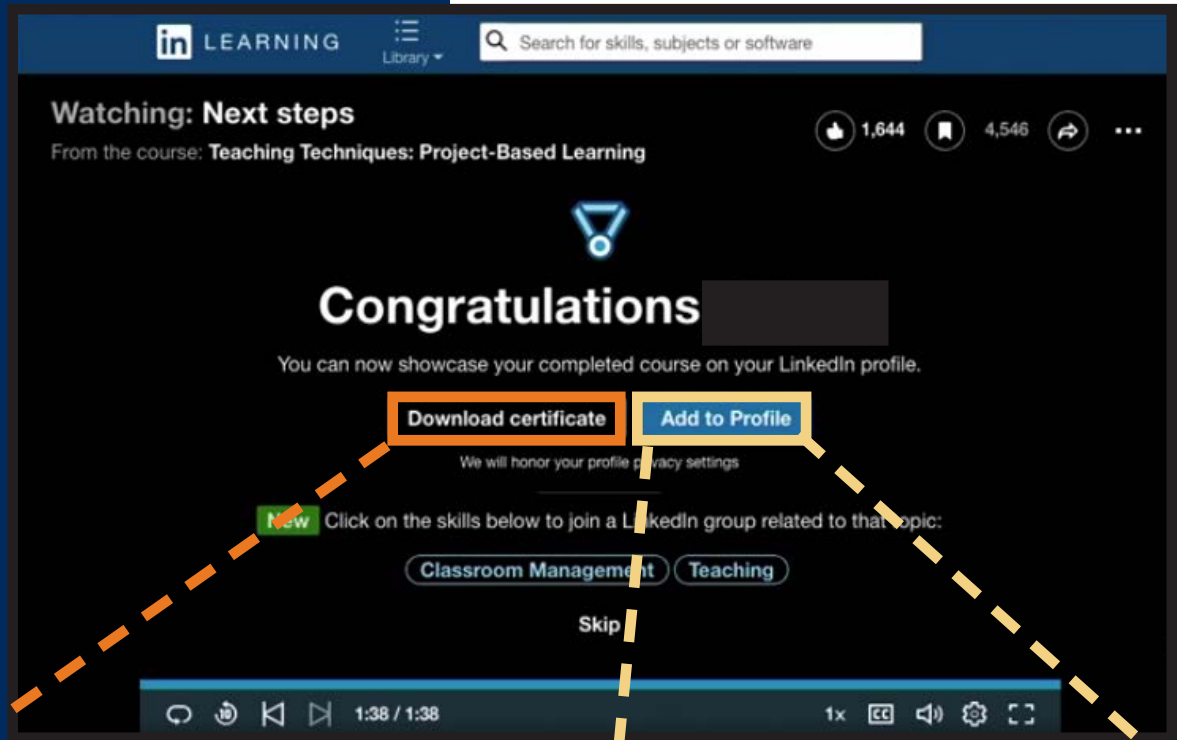 in LEARNING
Library
Search for skills, subjects or software
Watching: Next steps
1,644
4,546
From the course: Teaching Techniques: Project-Based Learning
Congratulations
You can now showcase your completed course on your LinkedIn profile.
Download certificate
Add to Profile
We will honor your profile privacy settings
New Click on the skills below to join a LinkedIn group related to that topic:
Classroom Management
Teaching
Skip
10
1:38 / 1:38
1x
CC